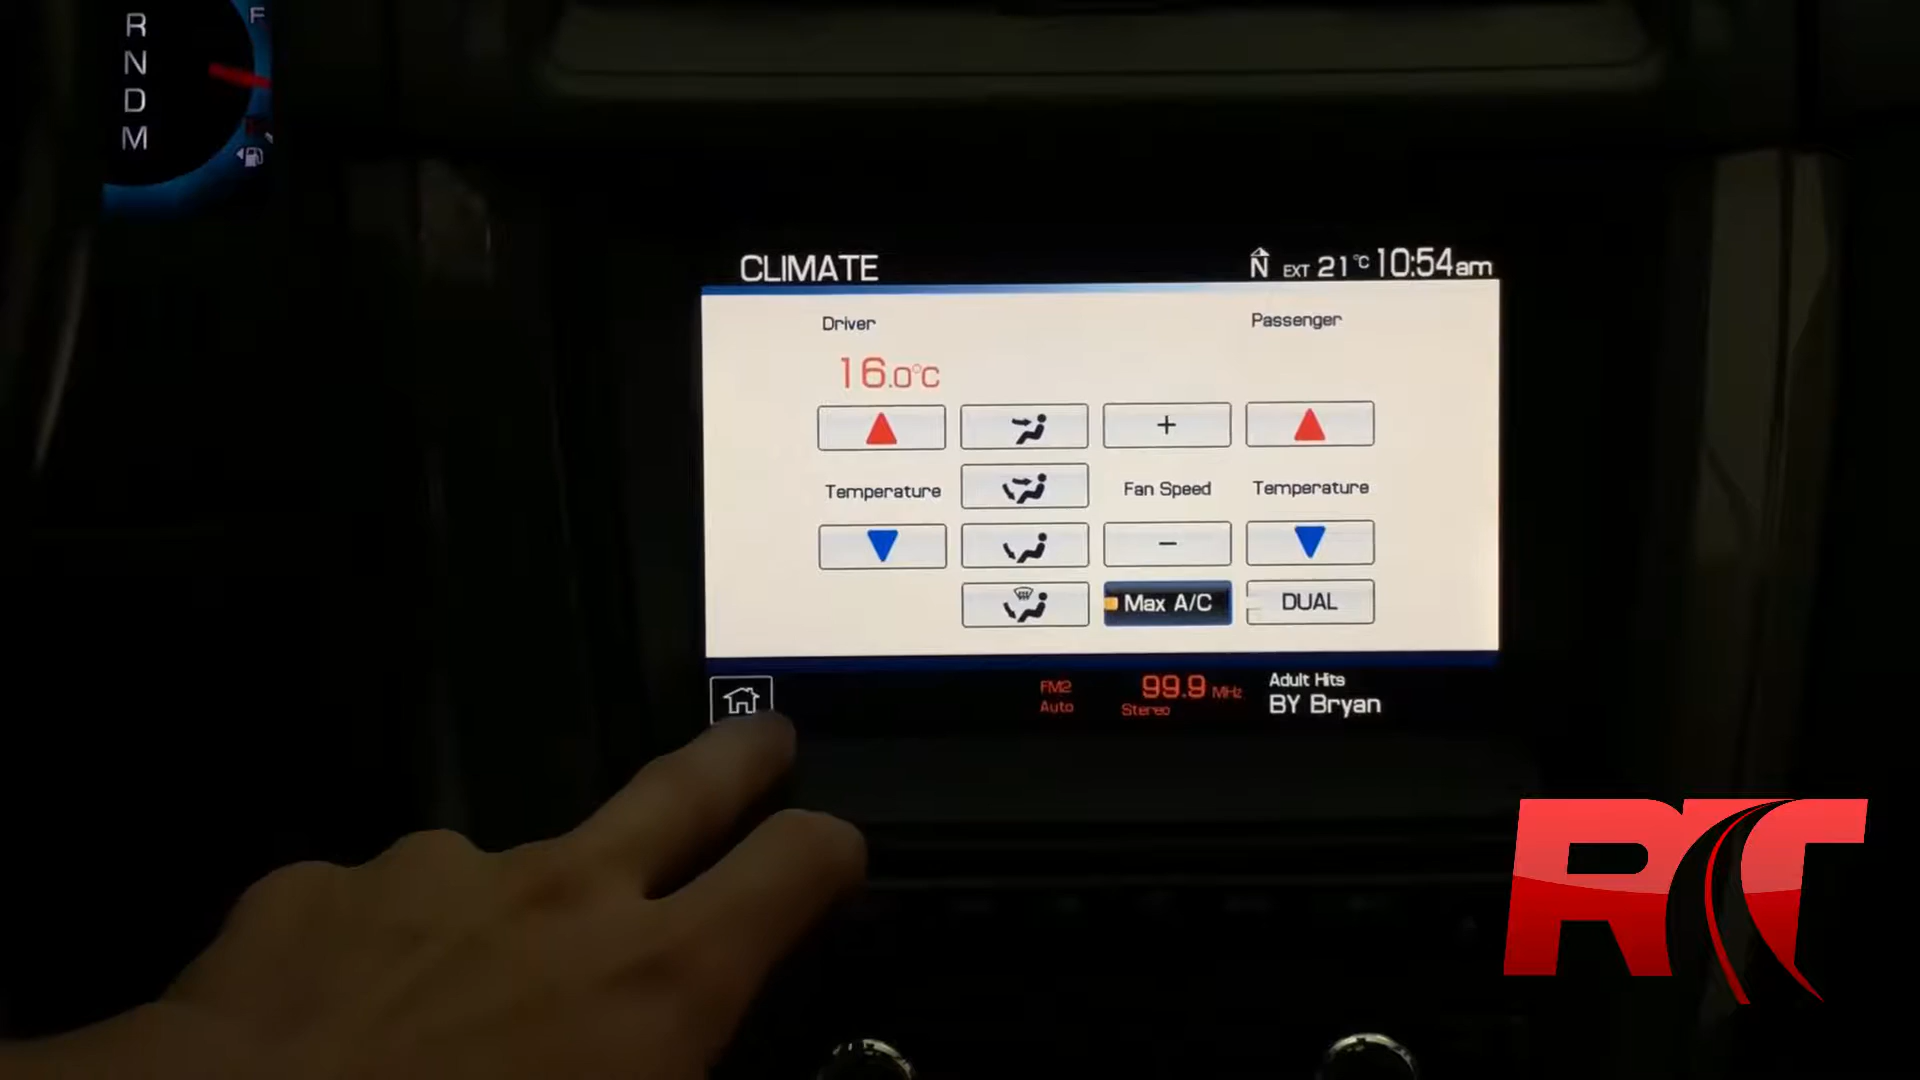 R
N
D
M
F
CLIMATE
N EXT 21°C 10:54am
Driver
Passenger
16.0°C
+
Temperature
Fan Speed
Temperature
−
Max A/C
DUAL
FM2
Auto
99.9 MHz
Stereo
Adult Hits
BY Bryan
RT